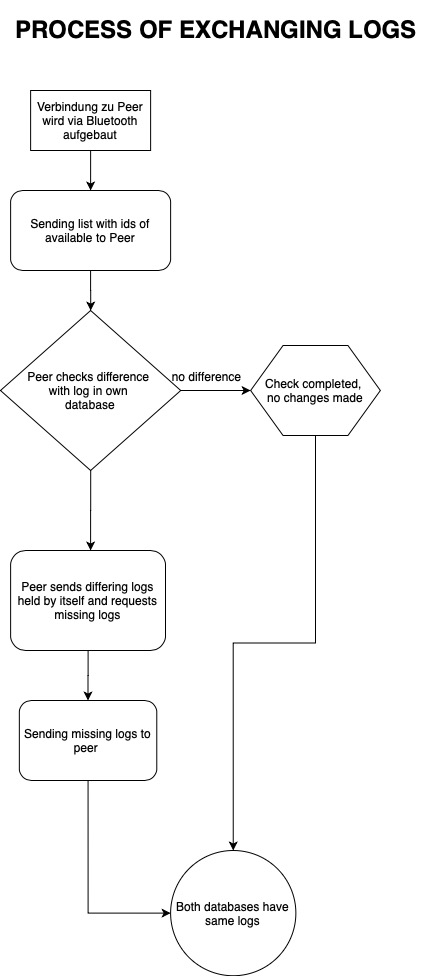 PROCESS OF EXCHANGING LOGS
Verbindung zu Peer
wird via Bluetooth
aufgebaut
Sending list with ids of
available to Peer
Peer checks difference
with log in own
database
no difference
Check completed,
no changes made
Peer sends differing logs
held by itself and requests
missing logs
Sending missing logs to
peer
Both databases have
same logs